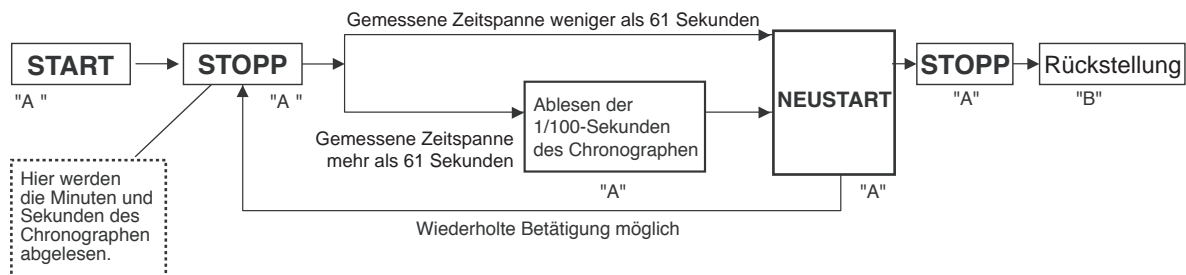 Gemessene Zeitspanne weniger als 61 Sekunden
START
STOPP
NEUSTART
STOPP
Rückstellung
"A "
"A "
"A"
"B"
Ablesen der
1/100-Sekunden
des Chronographen
Gemessene Zeitspanne
mehr als 61 Sekunden
"A"
"A"
Hier werden
die Minuten und
Sekunden des
Chronographen
abgelesen.
Wiederholte Betätigung möglich